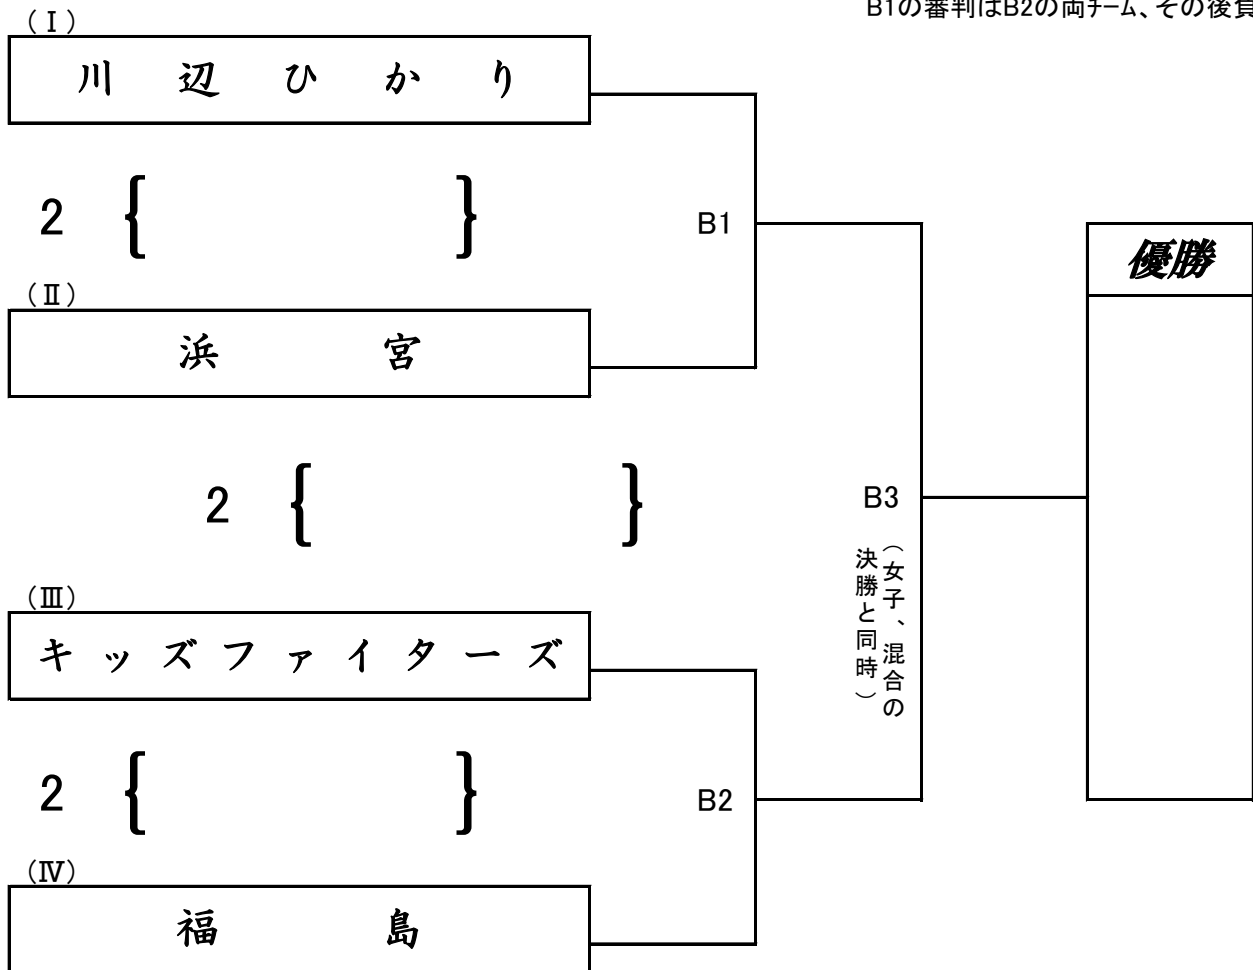 B1の審判はB2の両ﾁｰﾑ、その後負
(Ⅰ)
川辺ひかり
2 { }
B1
(Ⅱ)
浜宮
優勝
2 { }
B3
(女子、混合の
決勝と同時)
(Ⅲ)
キッズファイターズ
2 { }
B2
(Ⅳ)
福島